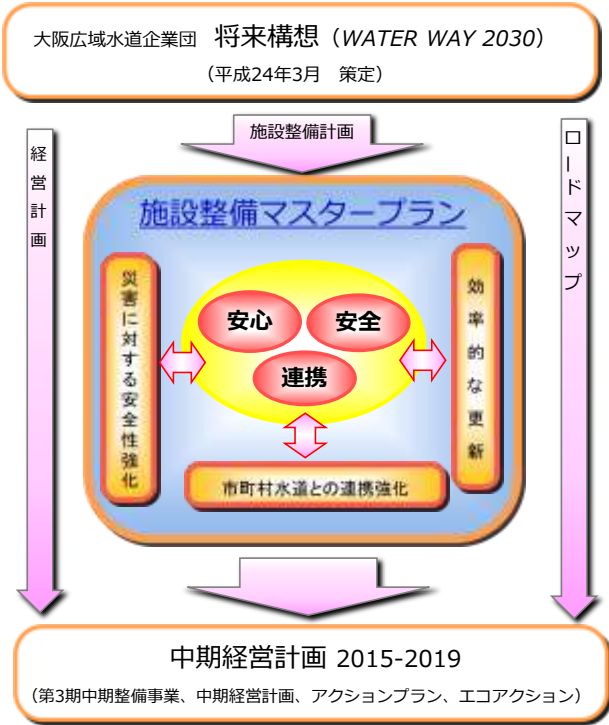 大阪広域水道企業団 将来構想（WATER WAY 2030）
（平成24年3月 策定）
経営計画
施設整備計画
ロードマップ
施設整備マスタープラン
災害に対する安全性強化
安心
安全
連携
効率的な更新
市町村水道との連携強化
中期経営計画 2015-2019
（第3期中期整備事業、中期経営計画、アクションプラン、エコアクション）